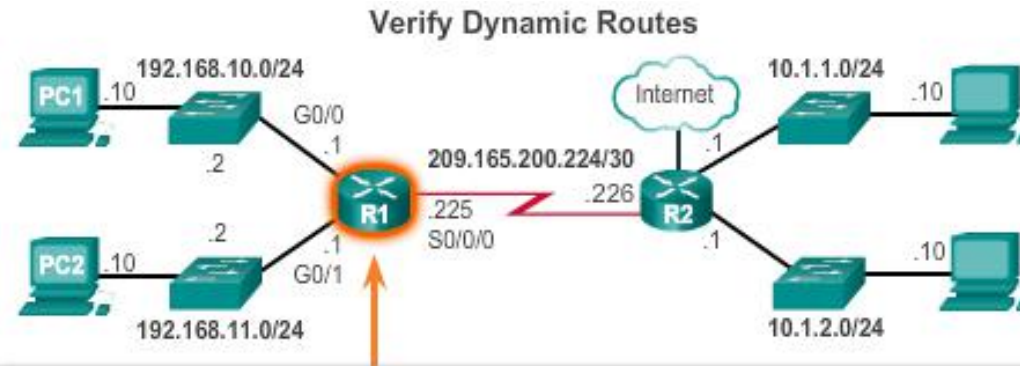 Verify Dynamic Routes
192.168.10.0/24
10.1.1.0/24
PC1
.10
Internet
.10
G0/0
.1
.1
.2
209.165.200.224/30
R1
.225
.226
R2
S0/0/0
.2
.1
.1
PC2
.10
G0/1
.10
192.168.11.0/24
10.1.2.0/24